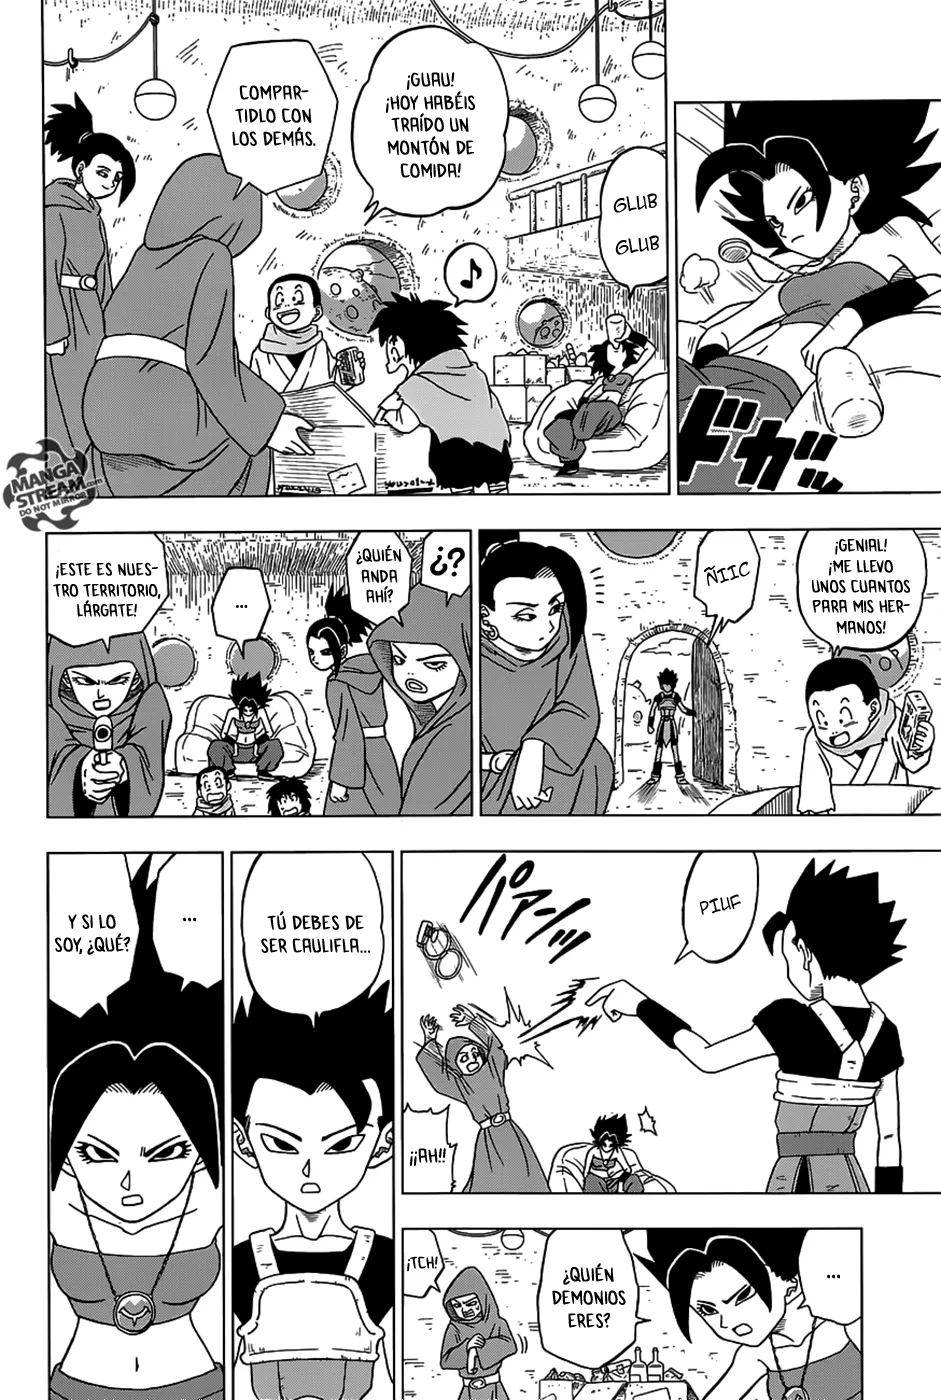 ¡GUAU!
¡HOY HABÉIS
TRAÍDO UN
MONTÓN DE
COMIDA!
COMPAR-
TIDLO CON
LOS DEMÁS.
GLUB
GLUB
ドガッ
MANGA
STREAM.com
DO NOT MIRROR
¡GENIAL!
¡ME LLEVO
UNOS CUANTOS
PARA MIS HER-
MANOS!
ÑIIC
¿?
¿QUIÉN
ANDA
AHÍ?
...
¡ESTE ES NUES-
TRO TERRITORIO,
LÁRGATE!
PIUF
パアーンッ
¡¡AH!!
TÚ DEBES DE
SER CAULIFLA...
...
Y SI LO
SOY, ¿QUÉ?
...
¿QUIÉN
DEMONIOS
ERES?
¡TCH!